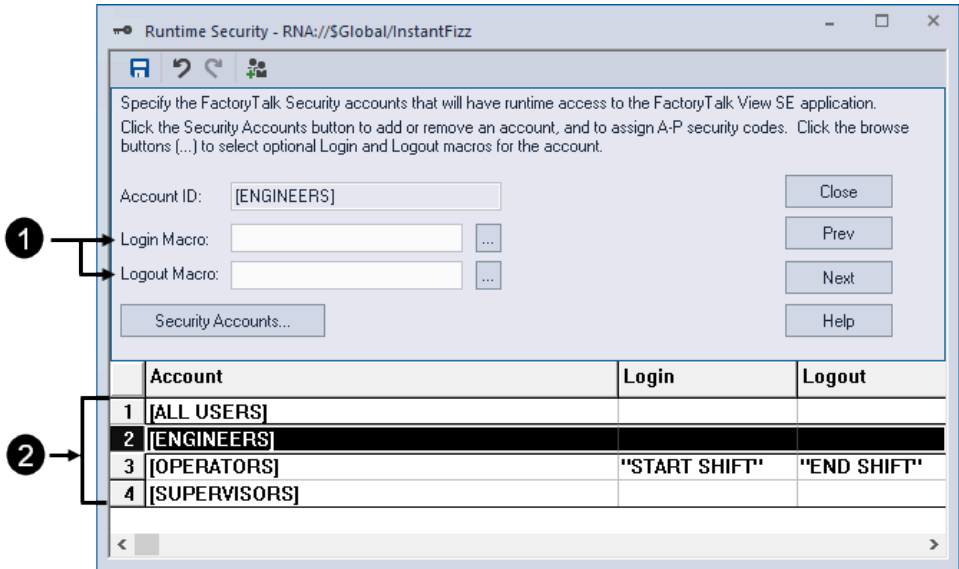 Runtime Security - RNA://$Global/InstantFizz
Specify the FactoryTalk Security accounts that will have runtime access to the FactoryTalk View SE application.
Click the Security Accounts button to add or remove an account, and to assign A-P security codes. Click the browse
buttons (...) to select optional Login and Logout macros for the account.
Account ID: [ENGINEERS] Close
1 Login Macro: ... Prev
Logout Macro: ... Next
Security Accounts... Help
Account Login Logout
1 [ALL USERS]
2 [ENGINEERS]
2
3 [OPERATORS] "START SHIFT" "END SHIFT"
4 [SUPERVISORS]